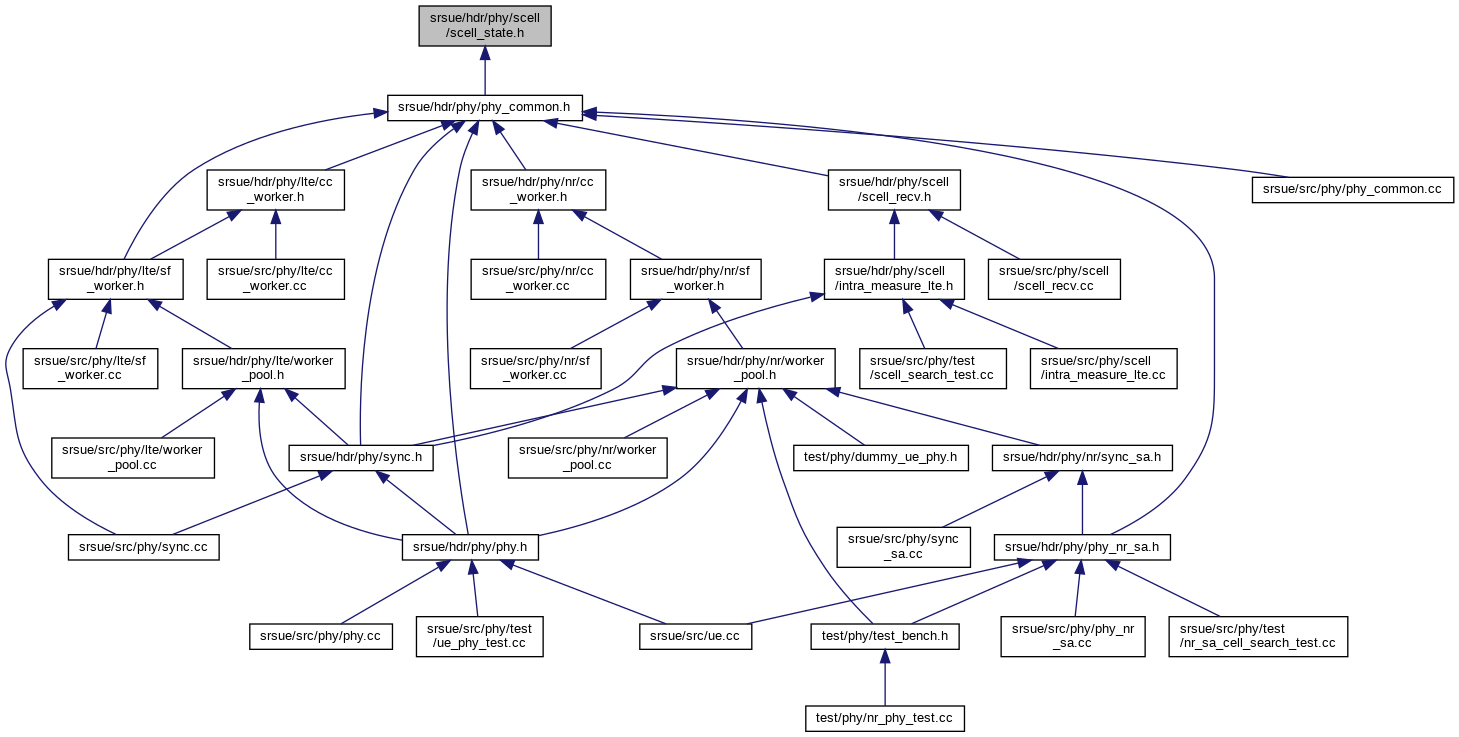 srsue/hdr/phy/scell
/scell_state.h
srsue/hdr/phy/phy_common.h
srsue/hdr/phy/lte/cc
_worker.h
srsue/hdr/phy/nr/cc
_worker.h
srsue/hdr/phy/scell
/scell_recv.h
srsue/src/phy/phy_common.cc
srsue/hdr/phy/lte/sf
_worker.h
srsue/src/phy/lte/cc
_worker.cc
srsue/src/phy/nr/cc
_worker.cc
srsue/hdr/phy/nr/sf
_worker.h
srsue/hdr/phy/scell
/intra_measure_lte.h
srsue/src/phy/scell
/scell_recv.cc
srsue/src/phy/lte/sf
_worker.cc
srsue/hdr/phy/lte/worker
_pool.h
srsue/src/phy/nr/sf
_worker.cc
srsue/hdr/phy/nr/worker
_pool.h
srsue/src/phy/test
/scell_search_test.cc
srsue/src/phy/scell
/intra_measure_lte.cc
srsue/src/phy/lte/worker
_pool.cc
srsue/hdr/phy/sync.h
srsue/src/phy/nr/worker
_pool.cc
test/phy/dummy_ue_phy.h
srsue/hdr/phy/nr/sync_sa.h
srsue/src/phy/sync.cc
srsue/hdr/phy/phy.h
srsue/src/phy/sync
_sa.cc
srsue/hdr/phy/phy_nr_sa.h
srsue/src/phy/phy.cc
srsue/src/phy/test
/ue_phy_test.cc
srsue/src/ue.cc
test/phy/test_bench.h
srsue/src/phy/phy_nr
_sa.cc
srsue/src/phy/test
/nr_sa_cell_search_test.cc
test/phy/nr_phy_test.cc